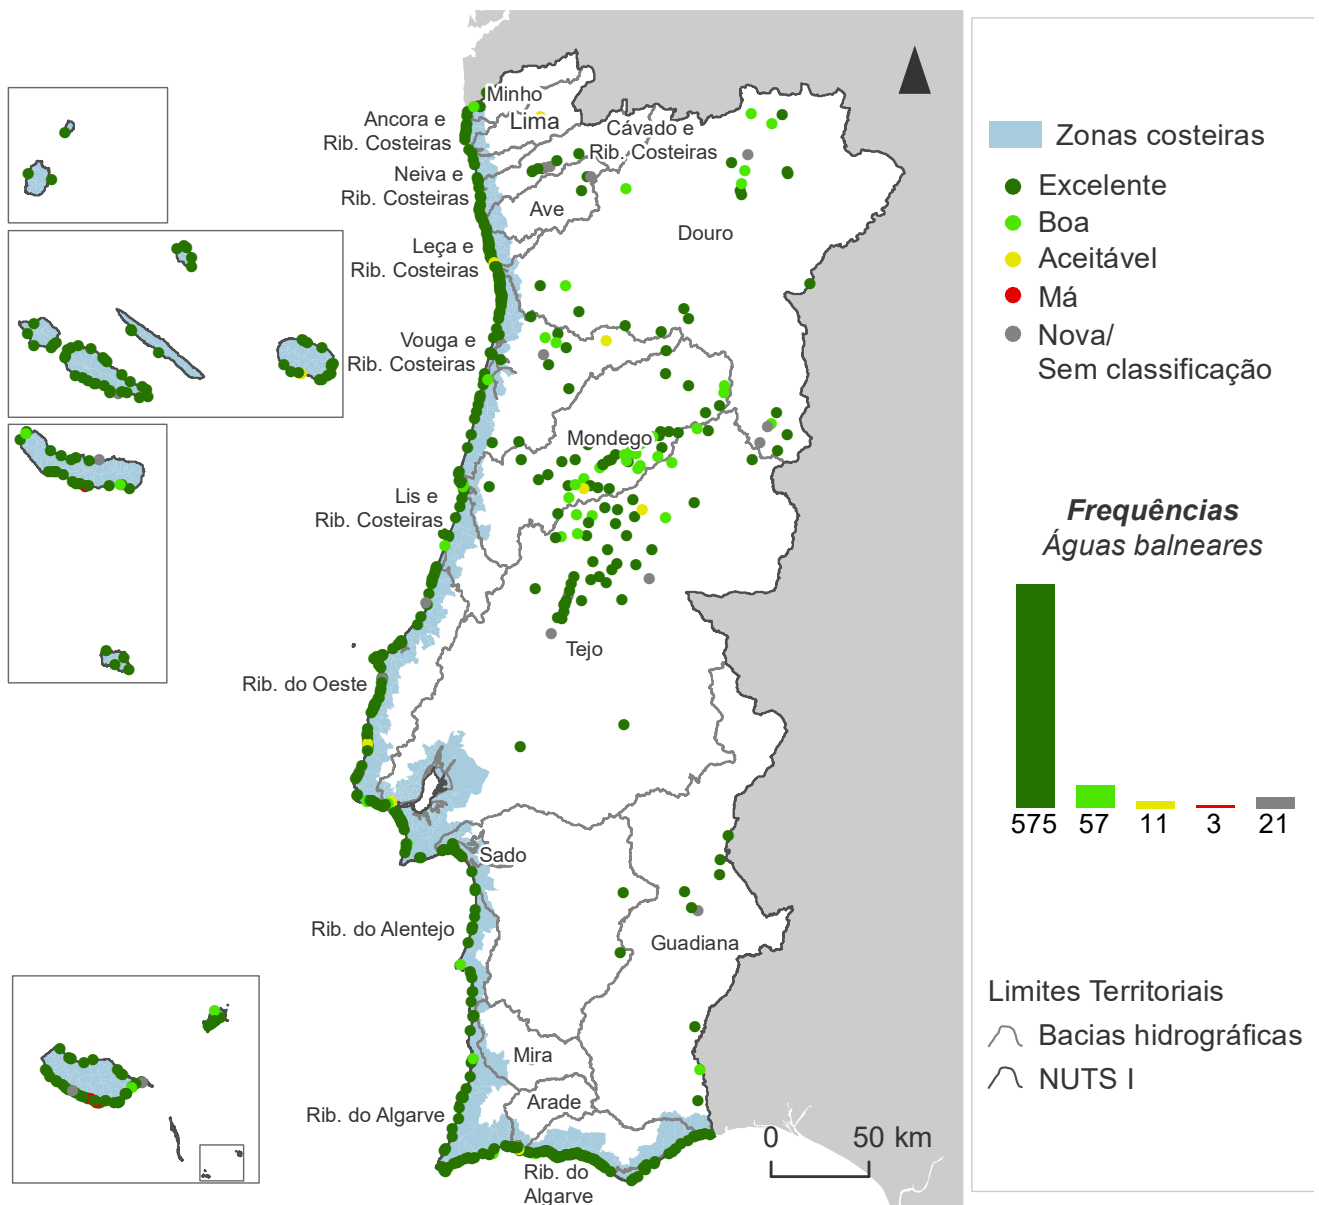 Minho
Ancora e
Rib. Costeiras
Lima
Cávado e
Rib. Costeiras
Neiva e
Rib. Costeiras
Ave
Douro
Leça e
Rib. Costeiras
Vouga e
Rib. Costeiras
Mondego
Lis e
Rib. Costeiras
Tejo
Rib. do Oeste
Sado
Rib. do Alentejo
Guadiana
Mira
Arade
Rib. do Algarve
Rib. do
Algarve
0 50 km
Zonas costeiras
Excelente
Boa
Aceitável
Má
Nova/
Sem classificação
Frequências
Águas balneares
575 57 11 3 21
Limites Territoriais
Bacias hidrográficas
NUTS I